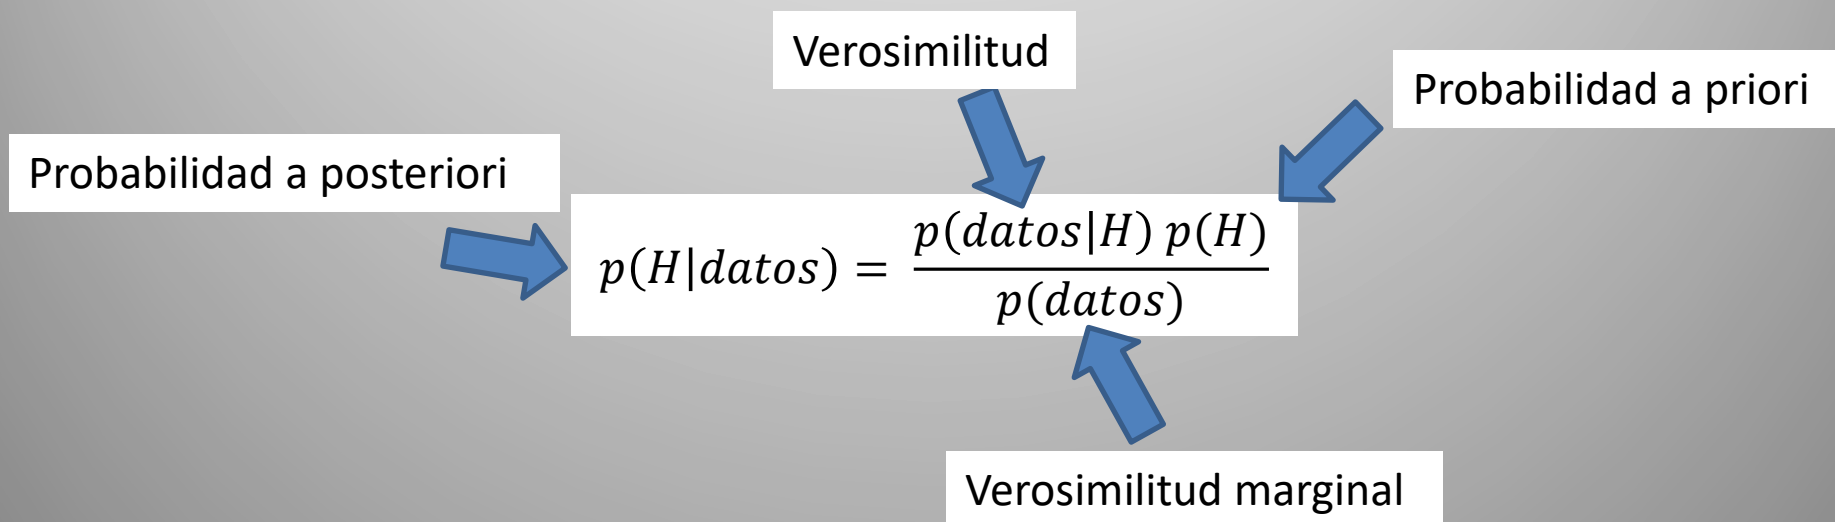 Verosimilitud
Probabilidad a priori
Probabilidad a posteriori
p(H|datos) = p(datos|H) p(H)
p(datos)
Verosimilitud marginal